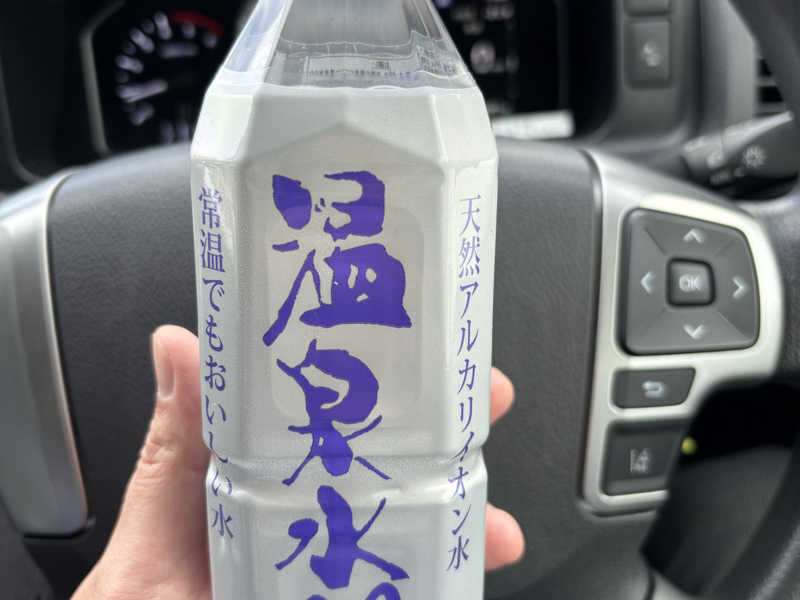 天然アルカリイオン水
温泉水
常温でもおいしい水
OK